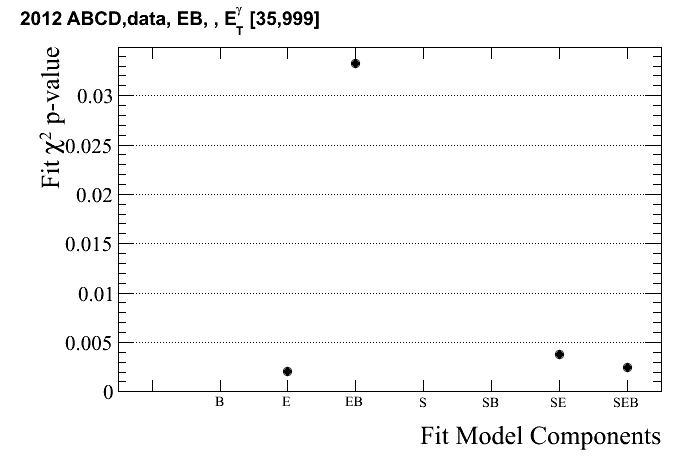 2012 ABCD,data, EB, , E_T^γ [35,999]
Fit χ² p-value
0.03
0.025
0.02
0.015
0.01
0.005
0
B E EB S SB SE SEB
Fit Model Components